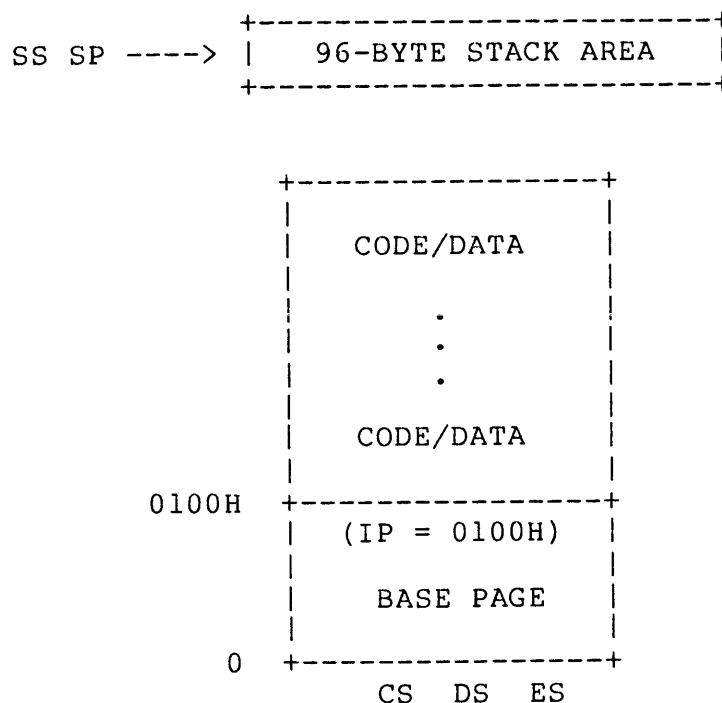 SS SP ----> | 96-BYTE STACK AREA |
CODE/DATA
.
.
.
CODE/DATA
0100H
(IP = 0100H)
BASE PAGE
0
CS DS ES